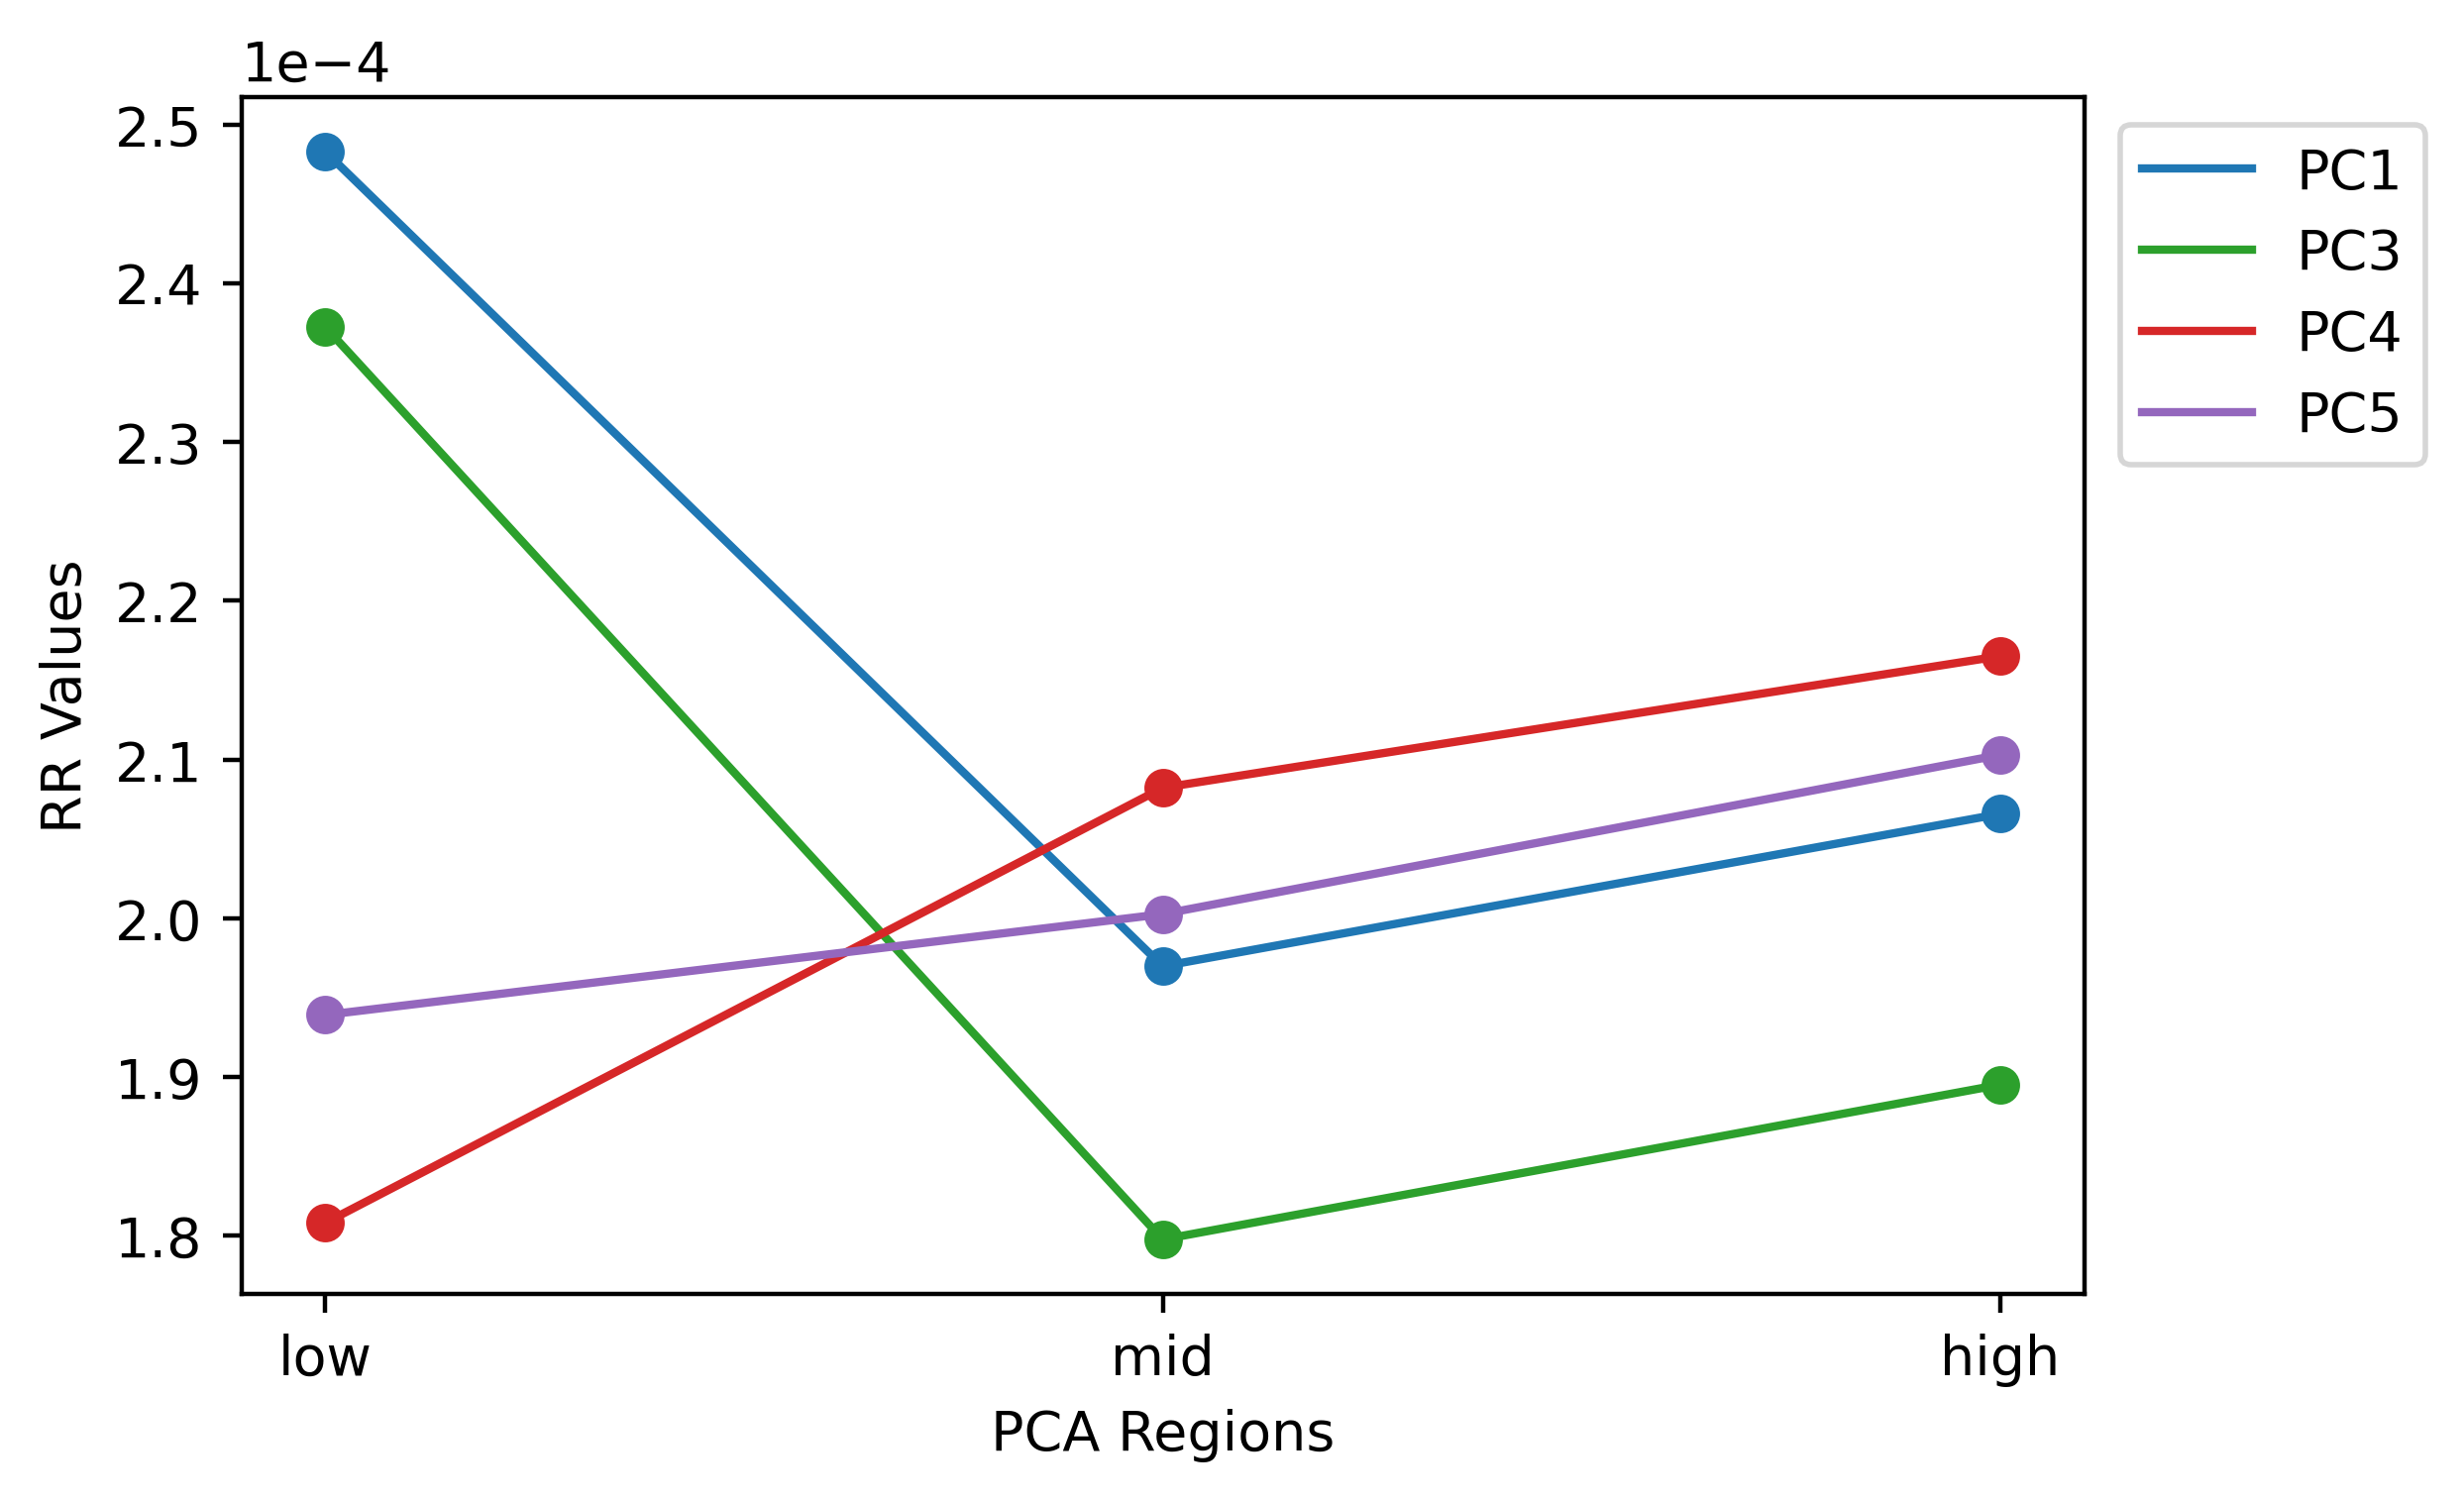 1e−4
2.5
2.4
2.3
2.2
2.1
2.0
1.9
1.8
RR Values
low mid high
PCA Regions
PC1
PC3
PC4
PC5